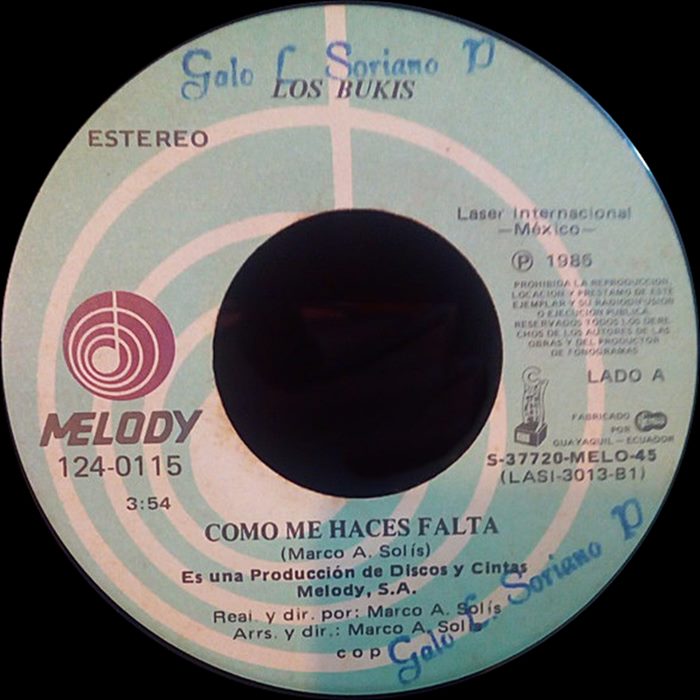 Galo L. Soriano P
LOS BUKIS
ESTEREO
Laser Internacional
—México—
Ⓟ 1985
PROHIBIDA LA REPRODUCCION,
LOCACION Y PRESTAMO DE ESTE
EJEMPLAR Y SU RADIODIFUSION
O EJECUCION PUBLICA.
RESERVADOS TODOS LOS DERE-
CHOS DE LOS AUTORES DE LAS
OBRAS Y DEL PRODUCTOR
DE FONOGRAMAS
LADO A
FABRICADO
POR
GUAYAQUIL - ECUADOR
S-37720-MELO-45
(LASI-3013-B1)
MELODY
124-0115
3:54
COMO ME HACES FALTA
(Marco A. Solís)
Es una Producción de Discos y Cintas
Melody, S.A.
Real. y dir. por: Marco A. Solís
Arrs. y dir.: Marco A. Solís
cop
Galo L. Soriano P